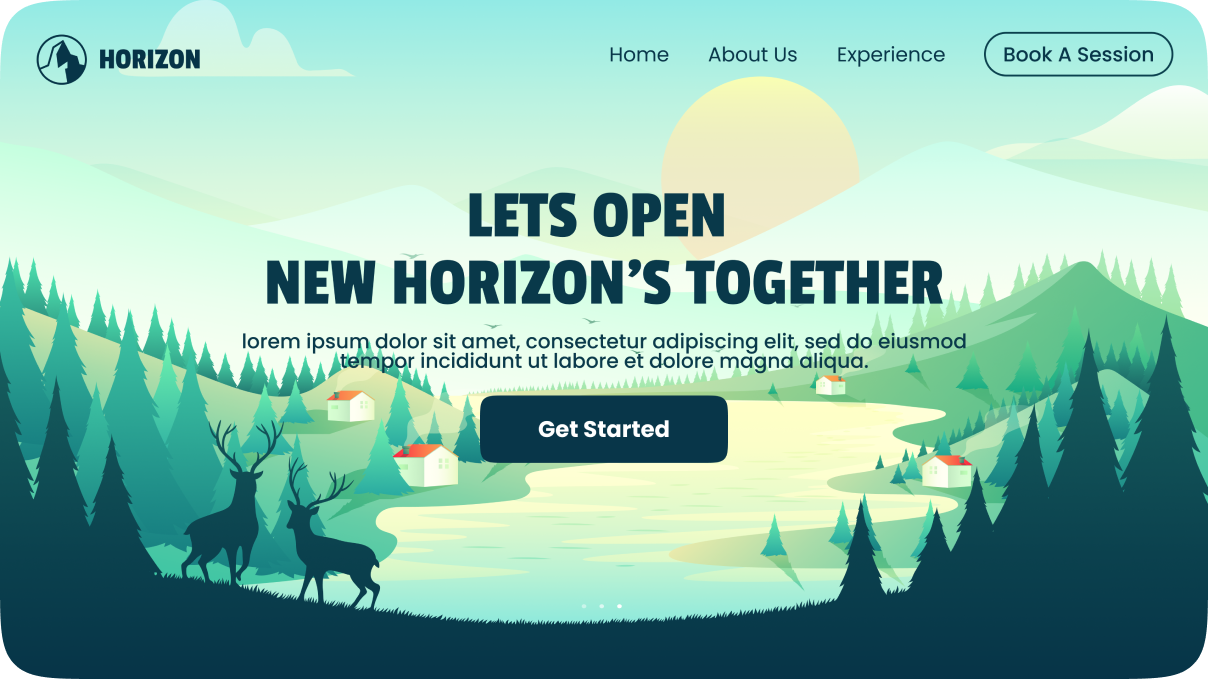 HORIZON
Home
About Us
Experience
Book A Session
LETS OPEN
NEW HORIZON’S TOGETHER
lorem ipsum dolor sit amet, consectetur adipiscing elit, sed do eiusmod
tempor incididunt ut labore et dolore magna aliqua.
Get Started